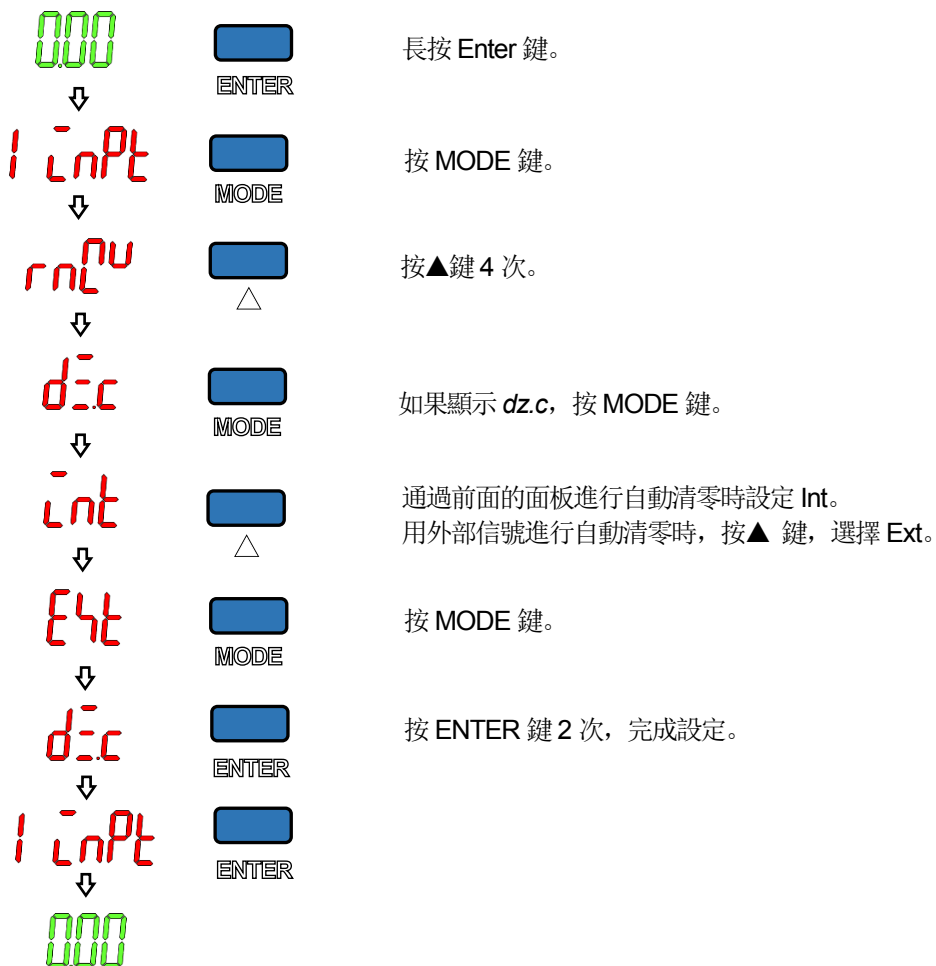 0.00
ENTER
長按 Enter 鍵。
1 inPt
MODE
按 MODE 鍵。
△
按▲鍵 4 次。
dz.c
MODE
如果顯示 dz.c，按 MODE 鍵。
int
△
通過前面的面板進行自動清零時設定 Int。
用外部信號進行自動清零時，按▲ 鍵，選擇 Ext。
Ext
MODE
按 MODE 鍵。
dz.c
ENTER
按 ENTER 鍵 2 次，完成設定。
1 inPt
ENTER
0.00